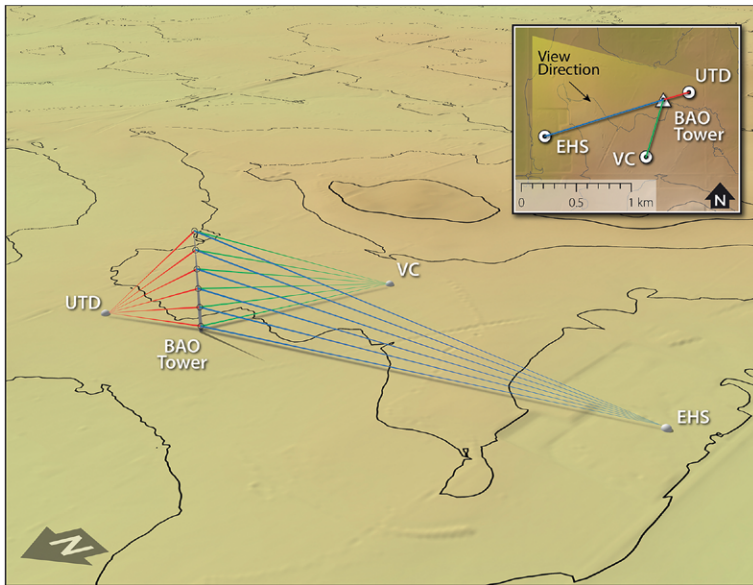 View
Direction
UTD
BAO
Tower
EHS
VC
0
0.5
1 km
N
VC
UTD
BAO
Tower
EHS
N